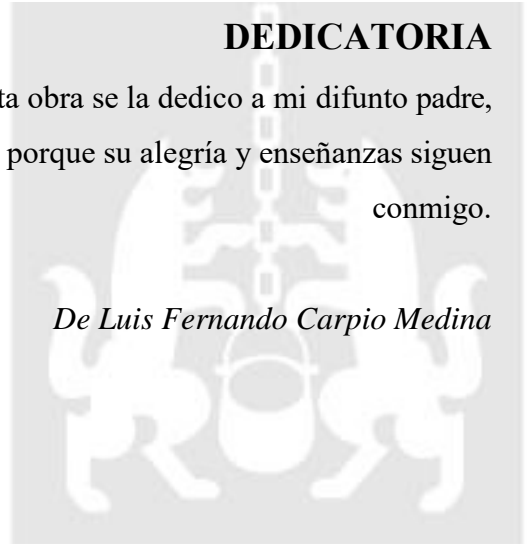 DEDICATORIA
ta obra se la dedico a mi difunto padre,
porque su alegría y enseñanzas siguen
conmigo.
De Luis Fernando Carpio Medina